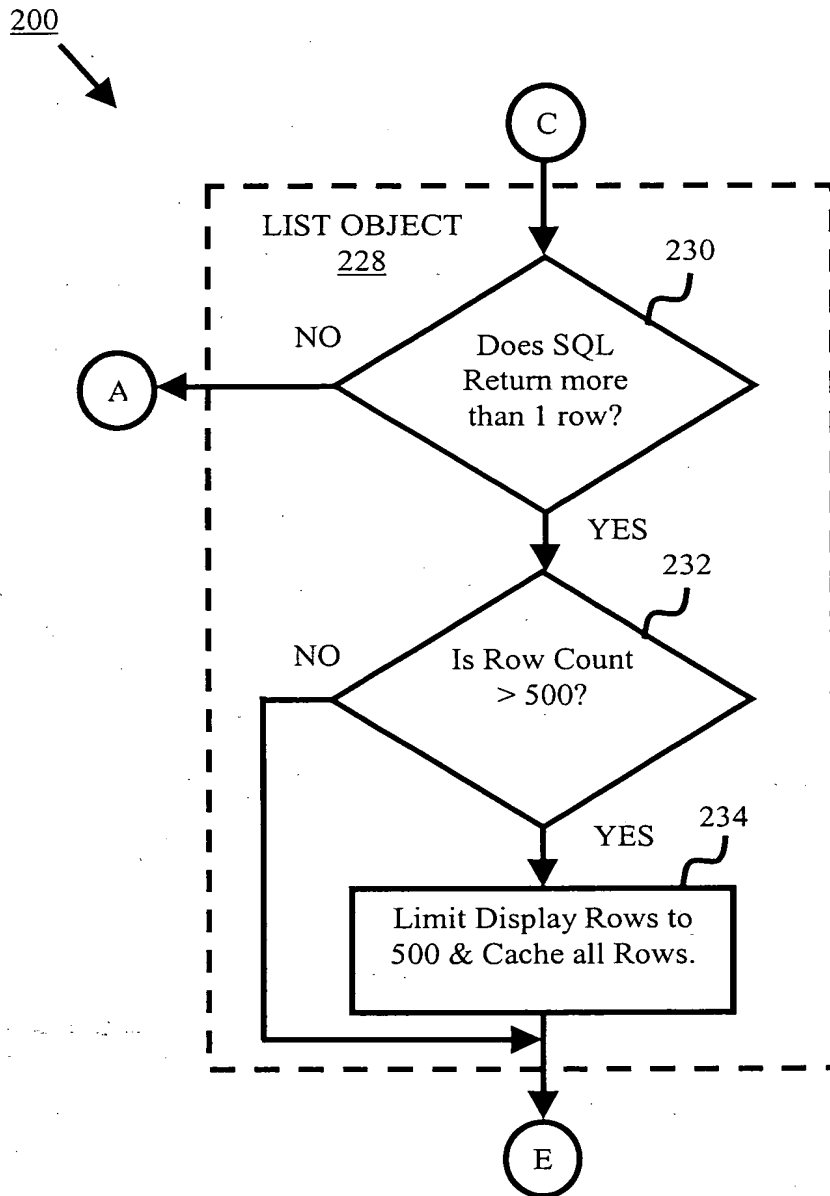 200
C
LIST OBJECT
228
230
NO
Does SQL
Return more
than 1 row?
A
YES
232
NO
Is Row Count
> 500?
YES
234
Limit Display Rows to
500 & Cache all Rows.
E